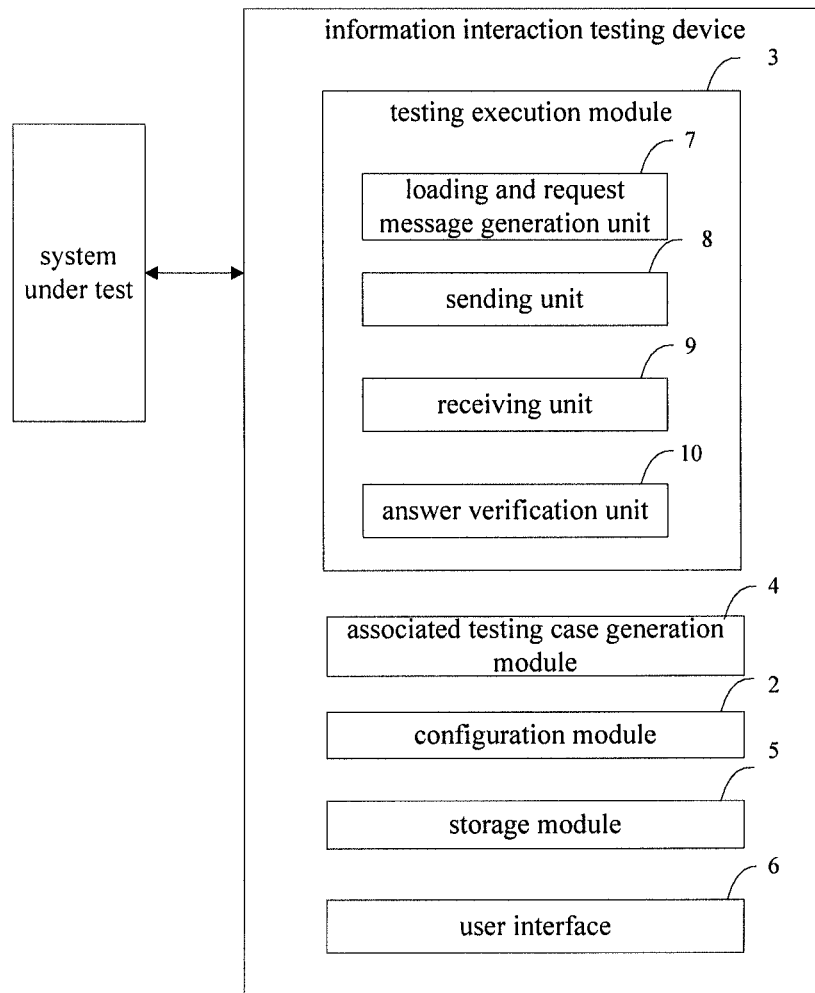 information interaction testing device
3
testing execution module
7
loading and request
message generation unit
8
sending unit
9
receiving unit
10
answer verification unit
system
under test
4
associated testing case generation
module
2
configuration module
5
storage module
6
user interface